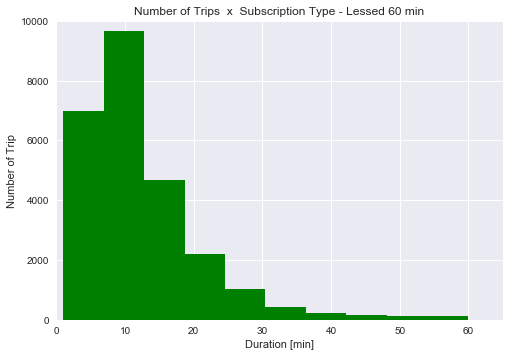 Number of Trips  x  Subscription Type - Lessed 60 min
10000
8000
6000
4000
2000
0
Number of Trip
0 10 20 30 40 50 60
Duration [min]